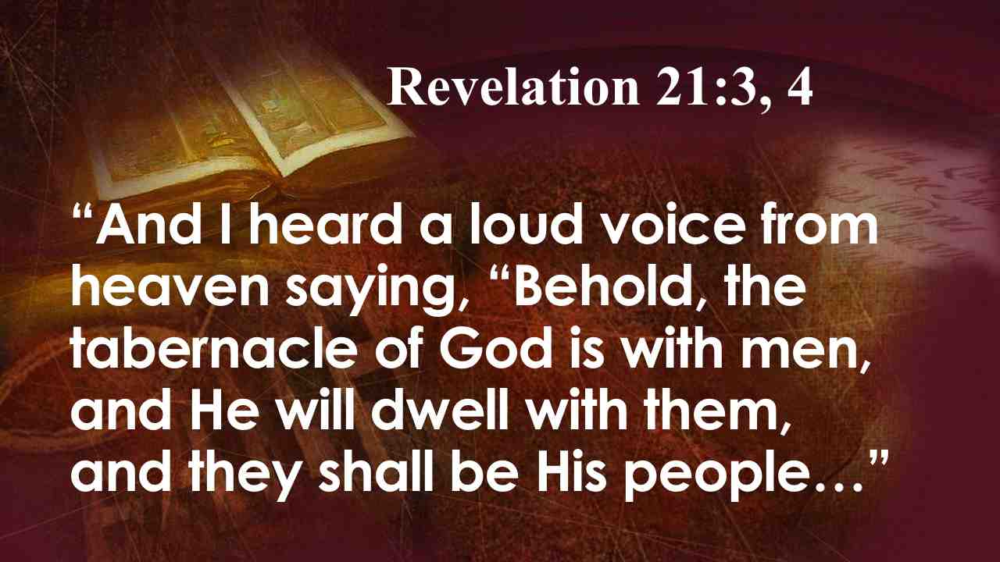 Revelation 21:3, 4
“And I heard a loud voice from
heaven saying, “Behold, the
tabernacle of God is with men,
and He will dwell with them,
and they shall be His people…”